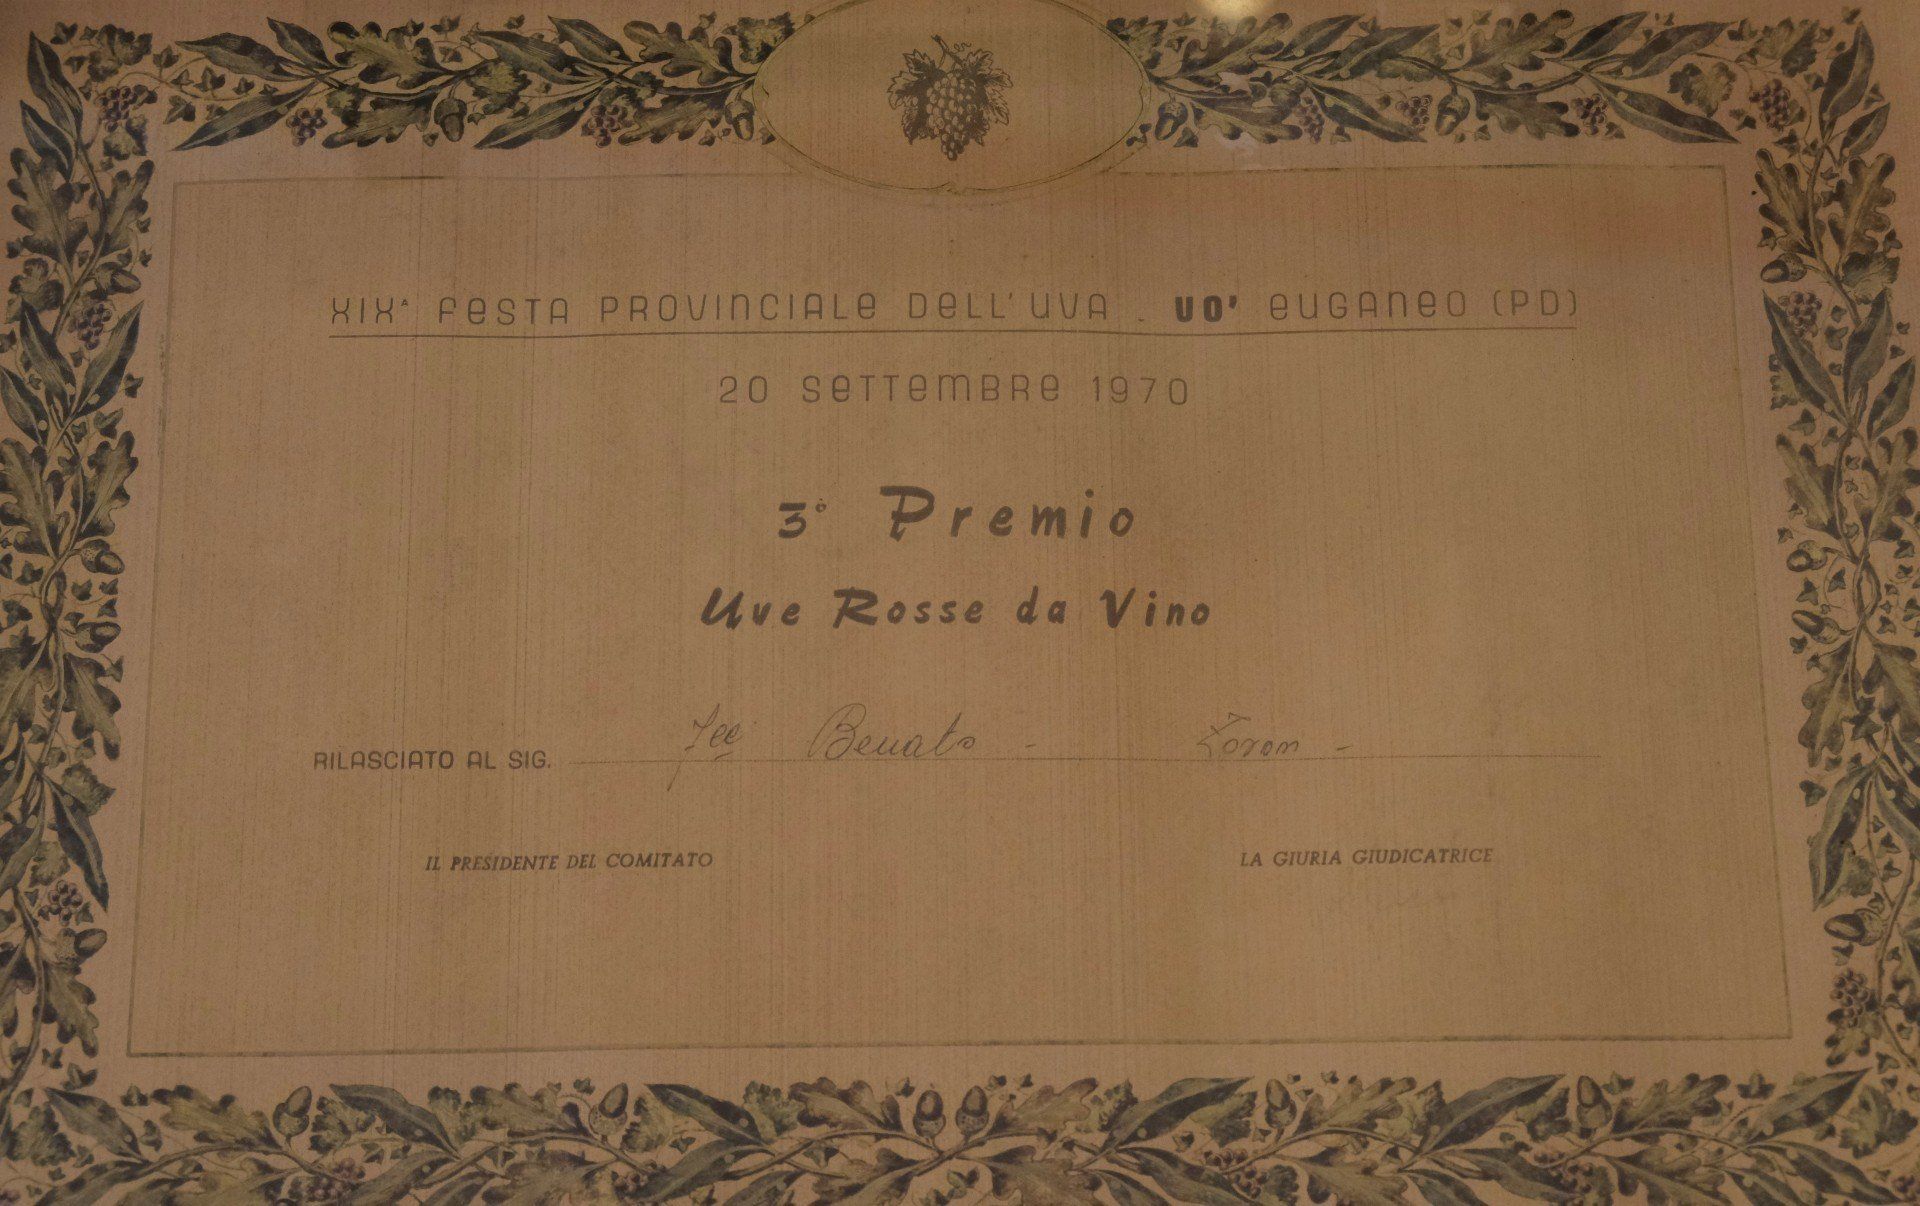 XIXᴬ FESTA PROVINCIALE DELL'UVA - VO' EUGANEO (PD)
20 SETTEMBRE 1970
3° Premio
Uve Rosse da Vino
RILASCIATO AL SIG. Benato -
IL PRESIDENTE DEL COMITATO LA GIURIA GIUDICATRICE